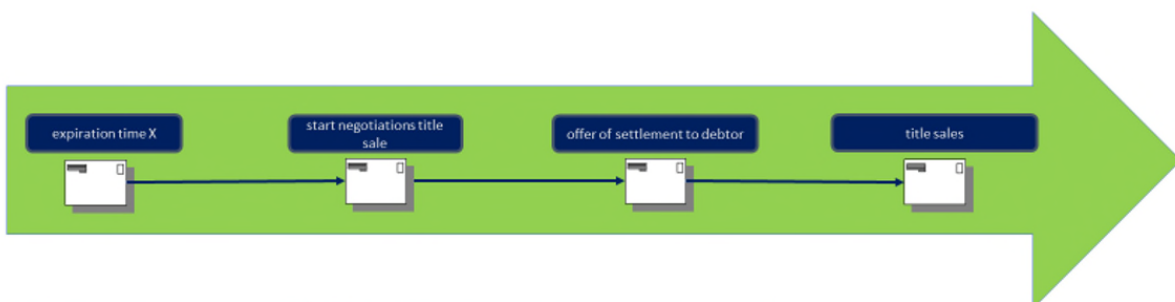 expiration time X
start negotiations title
sale
offer of settlement to debtor
title sales